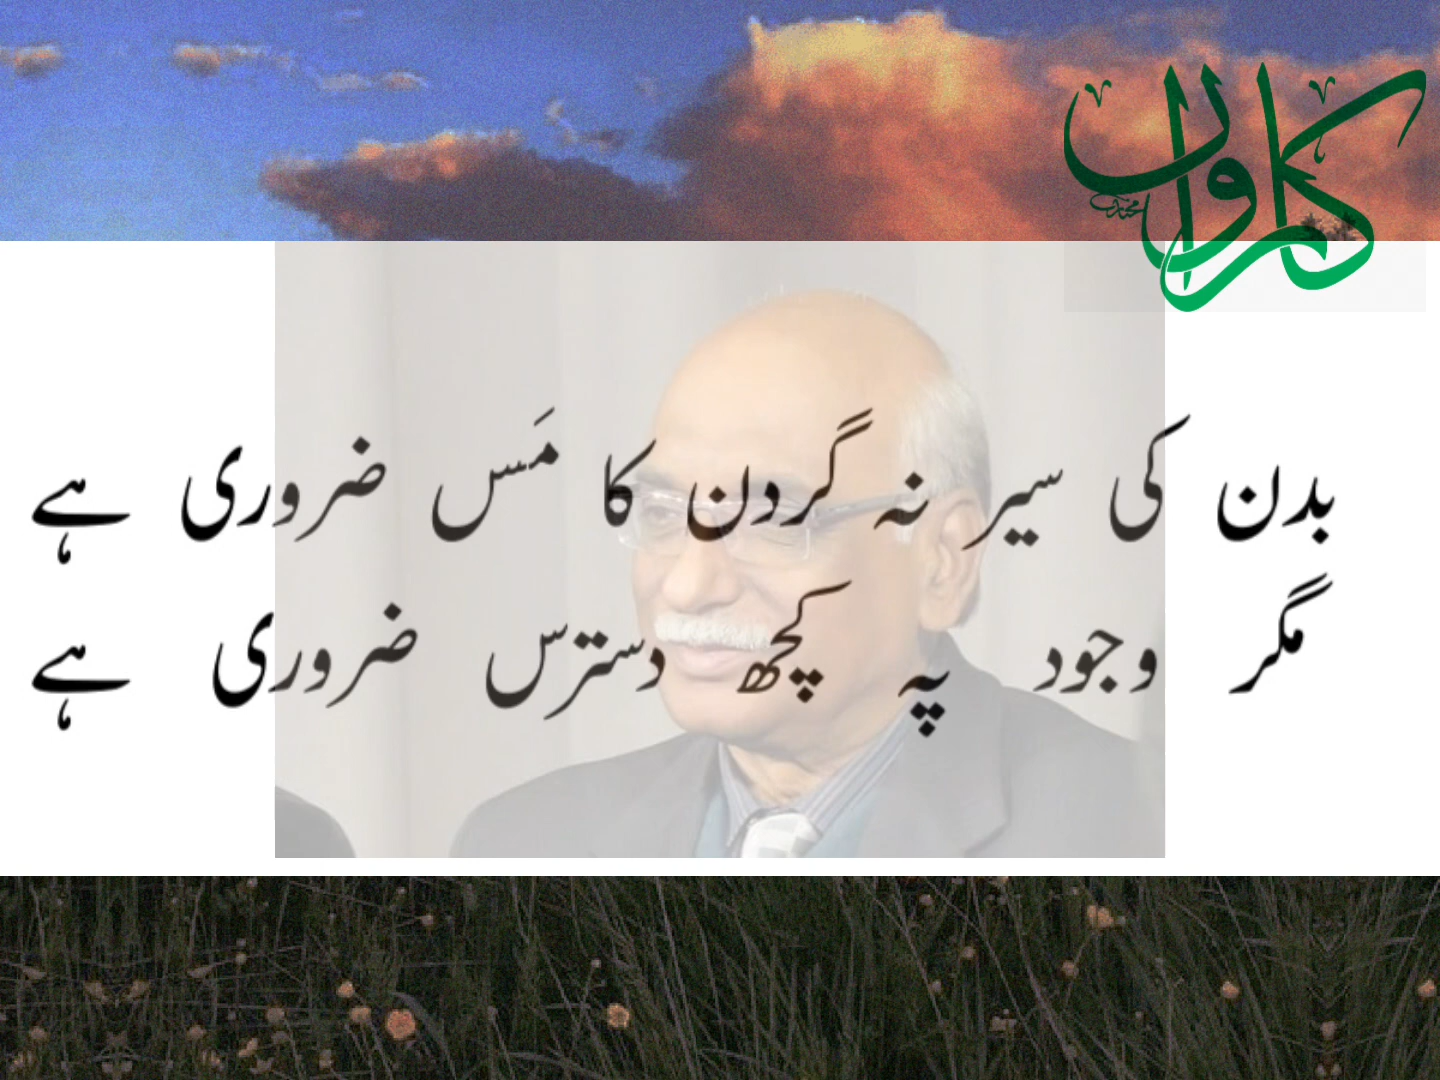 کارواں
بدن کی سیر نہ گردن کا مَس ضروری ہے
مگر وجود پہ کچھ دسترس ضروری ہے